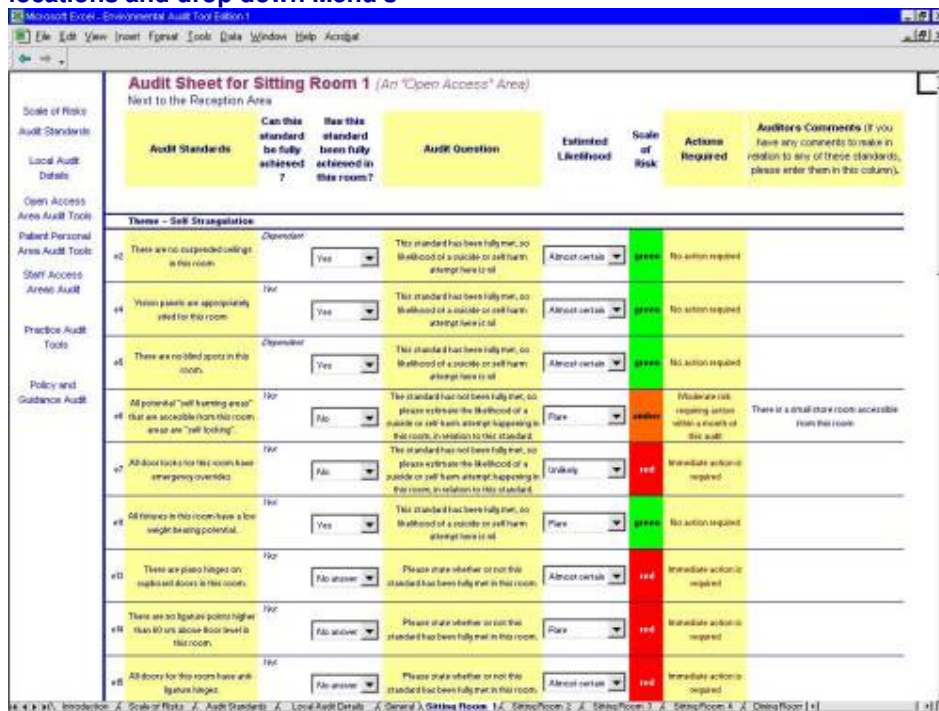 locations and drop down Menu's
Microsoft Excel - Environmental Audit Tool Edition 1
File Edit View Insert Format Tools Data Window Help Acrobat
Audit Sheet for Sitting Room 1 (An "Open Access" Area)
Next to the Reception Area
Scale of Risks
Audit Standards
Local Audit
Details
Open Access
Area Audit Tools
Patient Personal
Area Audit Tools
Staff Access
Areas Audit
Practice Audit
Tools
Policy and
Guidance Audit
Audit Standards
Can this
standard
be fully
achieved
?
Has this
standard
been fully
achieved in
this room?
Audit Question
Estimated
Likelihood
Scale
of
Risk
Actions
Required
Auditors Comments (If you
have any comments to make in
relation to any of these standards,
please enter them in this column).
Theme - Self Strangulation
There are no suspended ceilings
in this room
Dependant
Yes
This standard has been fully met, so
likelihood of a suicide or self harm
attempt here is nil
Almost certain
green
No action required
Vision panels are appropriately
sited for this room
Yes
This standard has been fully met, so
likelihood of a suicide or self harm
attempt here is nil
Almost certain
green
No action required
There are no blind spots in this
room.
Dependant
Yes
This standard has been fully met, so
likelihood of a suicide or self harm
attempt here is nil
Almost certain
green
No action required
All potential "self harming areas"
that are accessible from this room
areas are "self locking".
No
The standard has not been fully met, so
please estimate the likelihood of a
suicide or self harm attempt happening in
this room, in relation to this standard.
Rare
amber
Moderate risk
requiring action
within a month of
this audit
There is a small store room accessible
from this room
All door locks for this room have
emergency overrides
No
The standard has not been fully met, so
please estimate the likelihood of a
suicide or self harm attempt happening in
this room, in relation to this standard.
Unlikely
red
Immediate action is
required
All fixtures in this room have a low
weight bearing potential.
Yes
This standard has been fully met, so
likelihood of a suicide or self harm
attempt here is nil
Rare
green
No action required
There are piano hinges on
cupboard doors in this room.
No answer
Please state whether or not this
standard has been fully met in this room.
Almost certain
red
Immediate action is
required
There are no ligature points higher
than 60 cm above floor level in
this room
No answer
Please state whether or not this
standard has been fully met in this room.
Rare
red
Immediate action is
required
All doors for this room have anti
ligature hinges.
No answer
Please state whether or not this
standard has been fully met in this room.
Almost certain
red
Immediate action is
required
Introduction Scale of Risks Audit Standards Local Audit Details General Sitting Room 1 Sitting Room 2 Sitting Room 3 Sitting Room 4 Dining Room